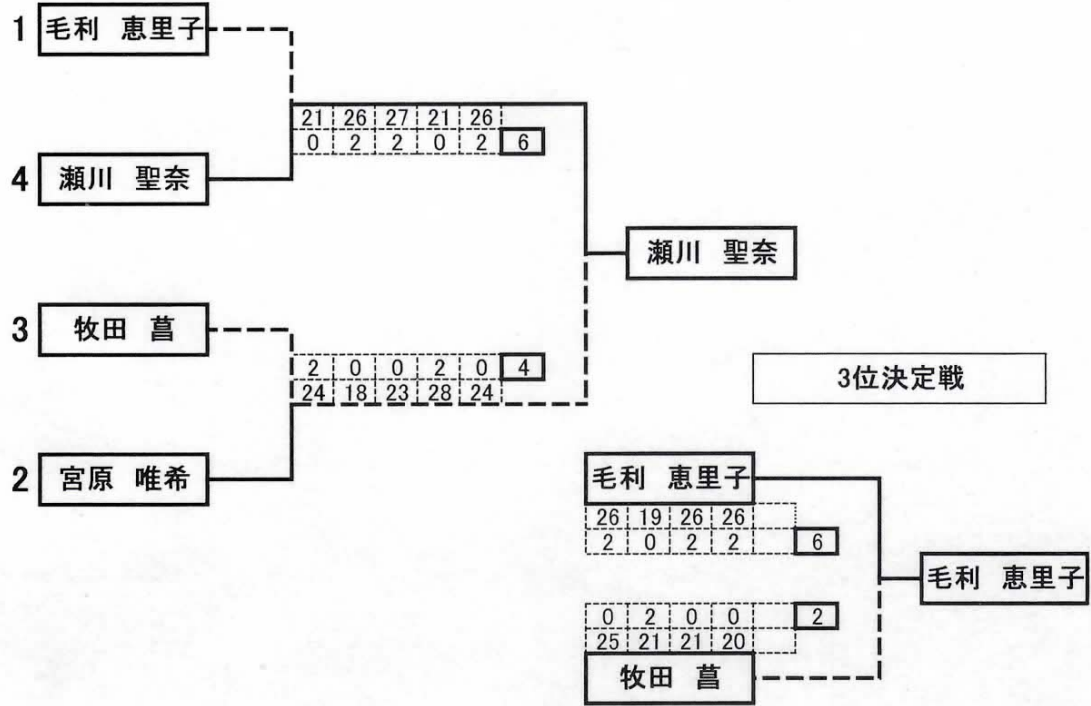 1 毛利 恵里子
21 26 27 21 26
0 2 2 0 2 6
4 瀬川 聖奈
瀬川 聖奈
3 牧田 菖
2 0 0 2 0 4
24 18 23 28 24
2 宮原 唯希
3位決定戦
毛利 恵里子
26 19 26 26
2 0 2 2 6
毛利 恵里子
0 2 0 0 2
25 21 21 20
牧田 菖